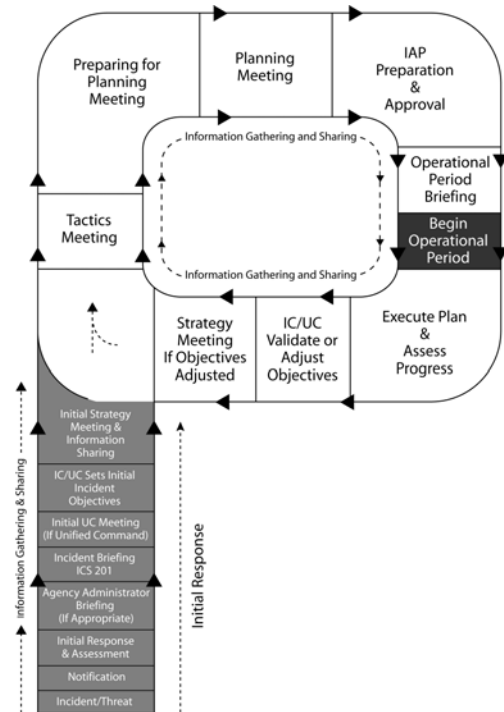 Preparing for
Planning
Meeting
Planning
Meeting
IAP
Preparation
&
Approval
Information Gathering and Sharing
Operational
Period
Briefing
Begin
Operational
Period
Tactics
Meeting
Information Gathering and Sharing
Strategy
Meeting
If Objectives
Adjusted
IC/UC
Validate or
Adjust
Objectives
Execute Plan
&
Assess
Progress
Initial Strategy
Meeting &
Information
Sharing
IC/UC Sets Initial
Incident
Objectives
Initial UC Meeting
(If Unified Command)
Incident Briefing
ICS 201
Agency Administrator
Briefing
(If Appropriate)
Initial Response
& Assessment
Notification
Incident/Threat
Information Gathering & Sharing
Initial Response